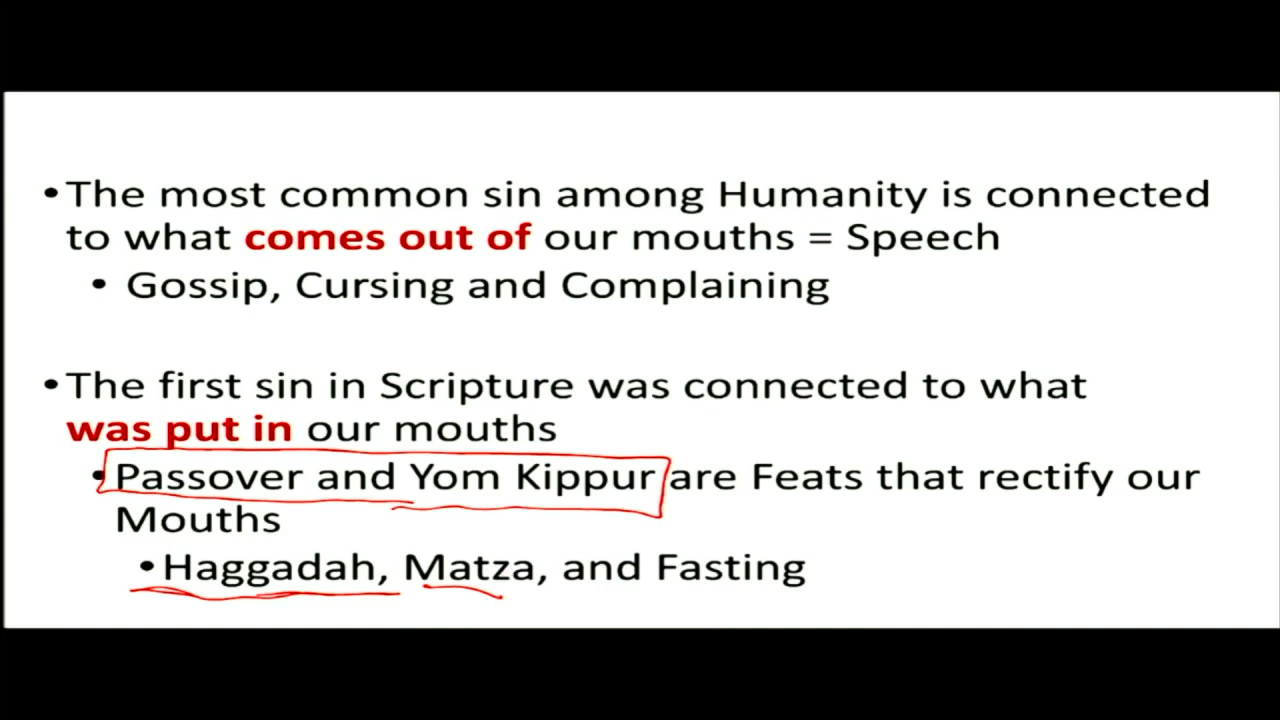 •The most common sin among Humanity is connected
to what comes out of our mouths = Speech
• Gossip, Cursing and Complaining
•The first sin in Scripture was connected to what
was put in our mouths
•Passover and Yom Kippur are Feats that rectify our
Mouths
•Haggadah, Matza, and Fasting